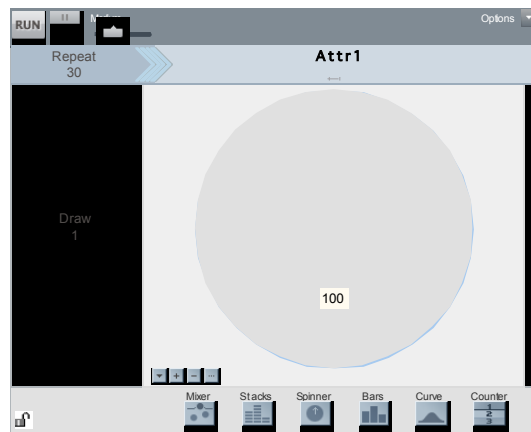 RUN
Options
Repeat
30
Attr1
Draw
1
100
Mixer
Stacks
Spinner
Bars
Curve
Counter
1
2
3